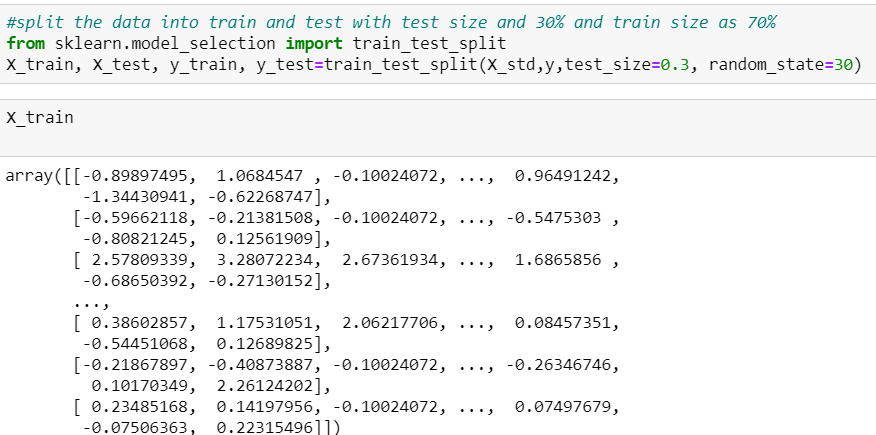 #split the data into train and test with test size and 30% and train size as 70%
from sklearn.model_selection import train_test_split
X_train, X_test, y_train, y_test=train_test_split(X_std,y,test_size=0.3, random_state=30)
X_train
array([[-0.89897495,  1.0684547 , -0.10024072, ...,  0.96491242,
        -1.34430941, -0.62268747],
       [-0.59662118, -0.21381508, -0.10024072, ..., -0.5475303 ,
        -0.80821245,  0.12561909],
       [ 2.57809339,  3.28072234,  2.67361934, ...,  1.6865856 ,
        -0.68650392, -0.27130152],
       ...,
       [ 0.38602857,  1.17531051,  2.06217706, ...,  0.08457351,
        -0.54451068,  0.12689825],
       [-0.21867897, -0.40873887, -0.10024072, ..., -0.26346746,
         0.10170349,  2.26124202],
       [ 0.23485168,  0.14197956, -0.10024072, ...,  0.07497679,
        -0.07506363,  0.22315496]])